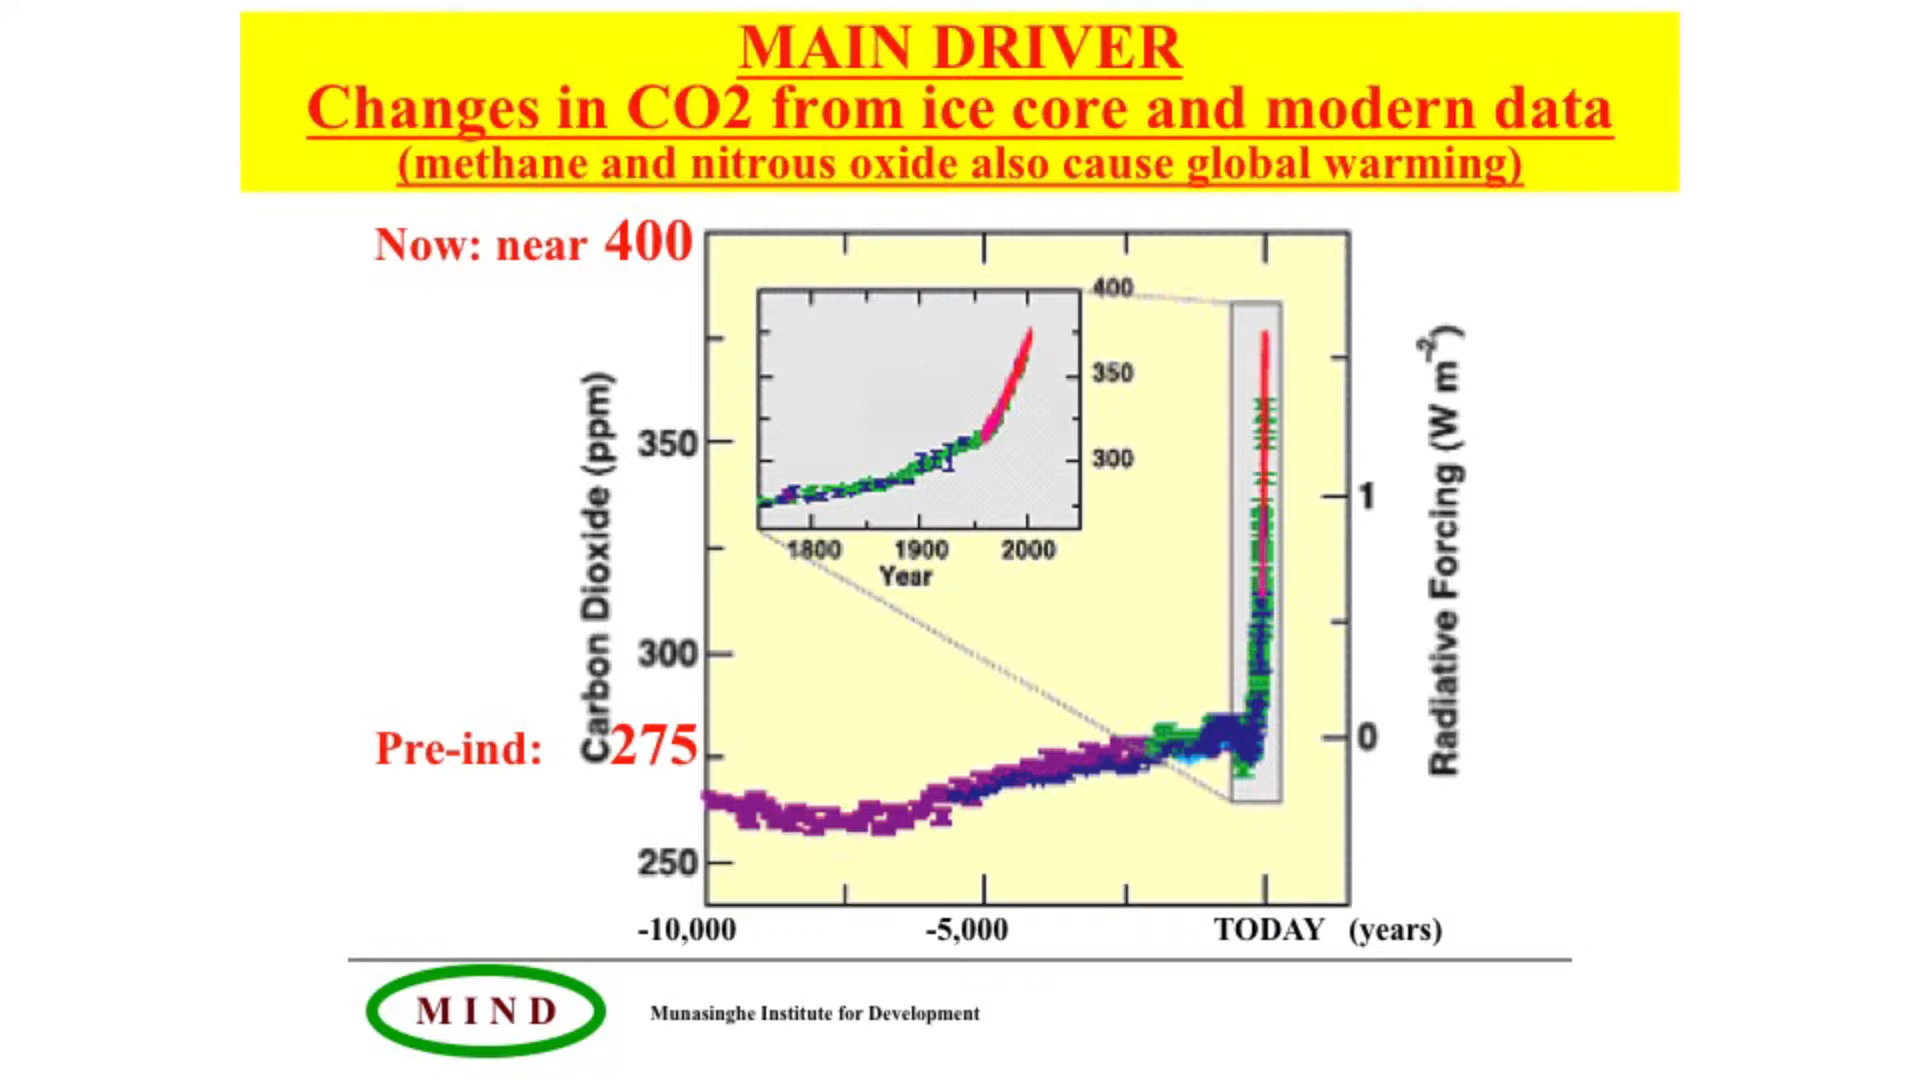 MAIN DRIVER
Changes in CO2 from ice core and modern data
(methane and nitrous oxide also cause global warming)
Now: near 400
400
350
300
1800 1900 2000
Year
Carbon Dioxide (ppm)
350
300
Pre-ind: 275
250
1
0
Radiative Forcing (W m-2)
-10,000 -5,000 TODAY (years)
MIND
Munasinghe Institute for Development